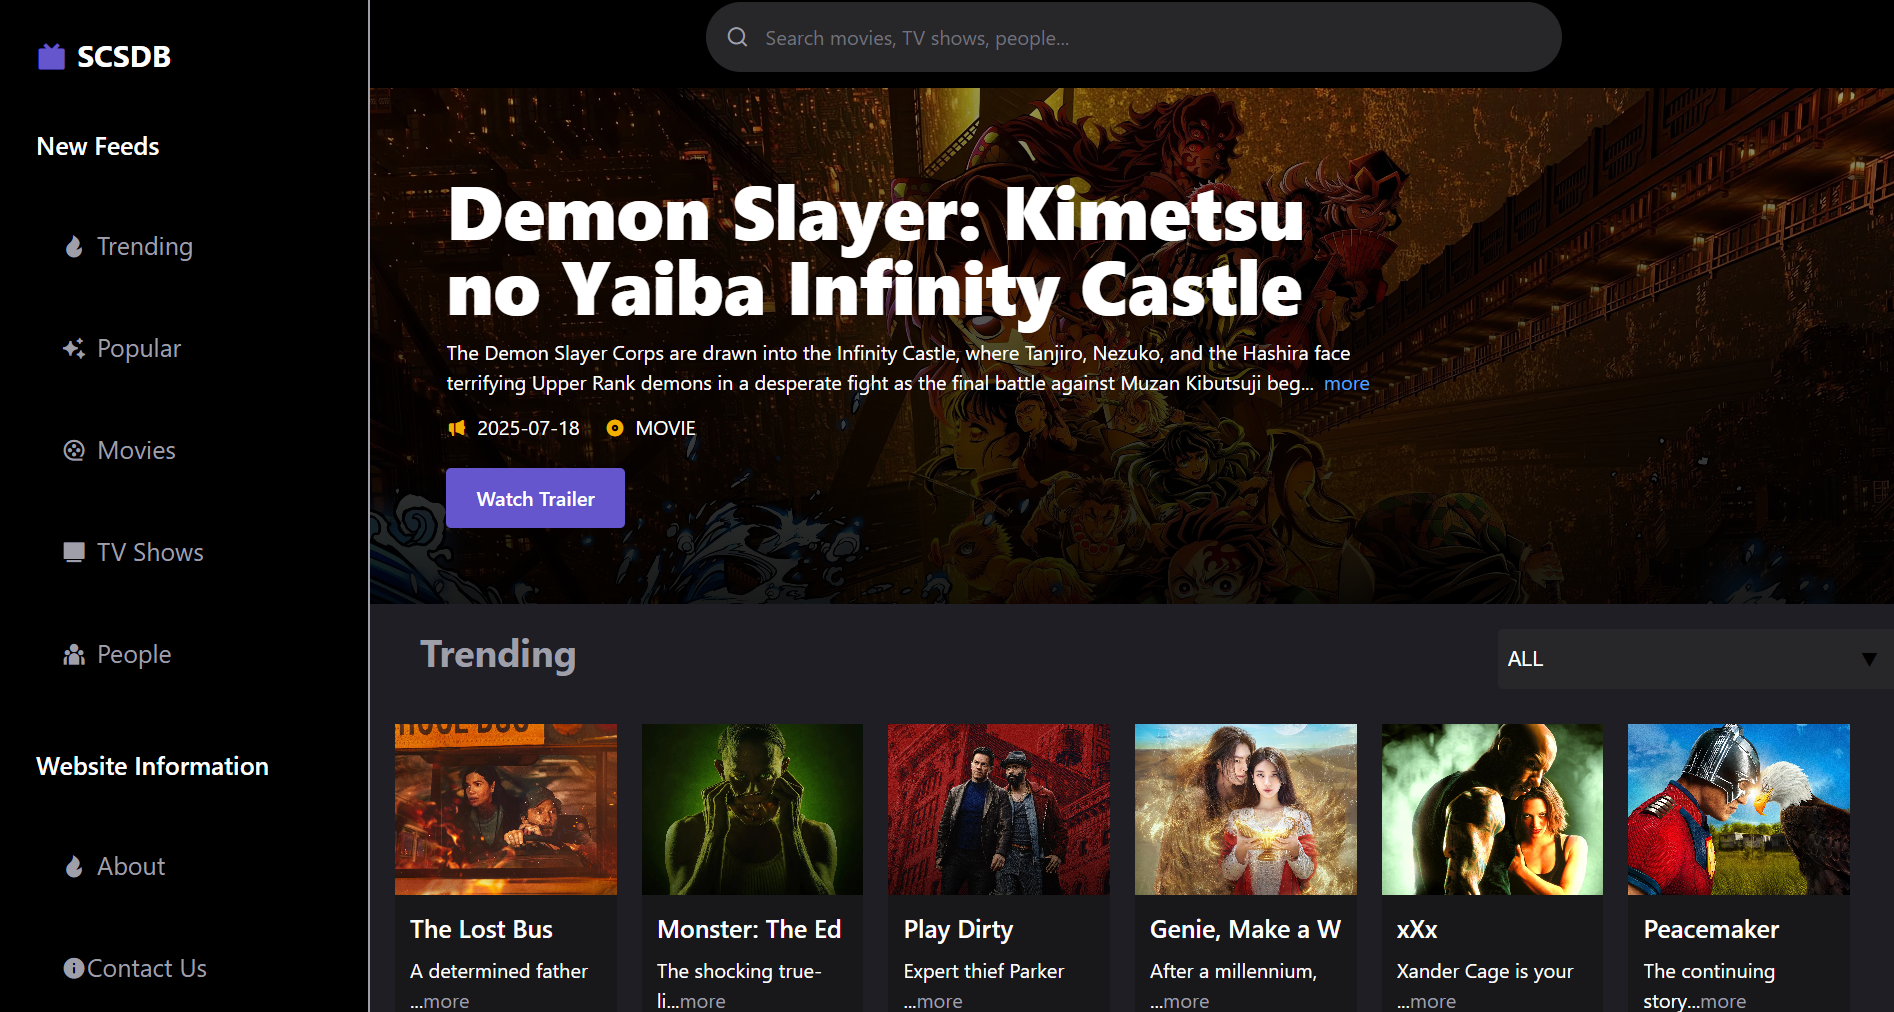 SCSDB
New Feeds
Trending
Popular
Movies
TV Shows
People
Website Information
About
Contact Us
Search movies, TV shows, people...
Demon Slayer: Kimetsu
no Yaiba Infinity Castle
The Demon Slayer Corps are drawn into the Infinity Castle, where Tanjiro, Nezuko, and the Hashira face
terrifying Upper Rank demons in a desperate fight as the final battle against Muzan Kibutsuji beg... more
2025-07-18 MOVIE
Watch Trailer
Trending
ALL
The Lost Bus
A determined father
...more
Monster: The Ed
The shocking true-
li...more
Play Dirty
Expert thief Parker
...more
Genie, Make a W
After a millennium,
...more
xXx
Xander Cage is your
...more
Peacemaker
The continuing
story...more